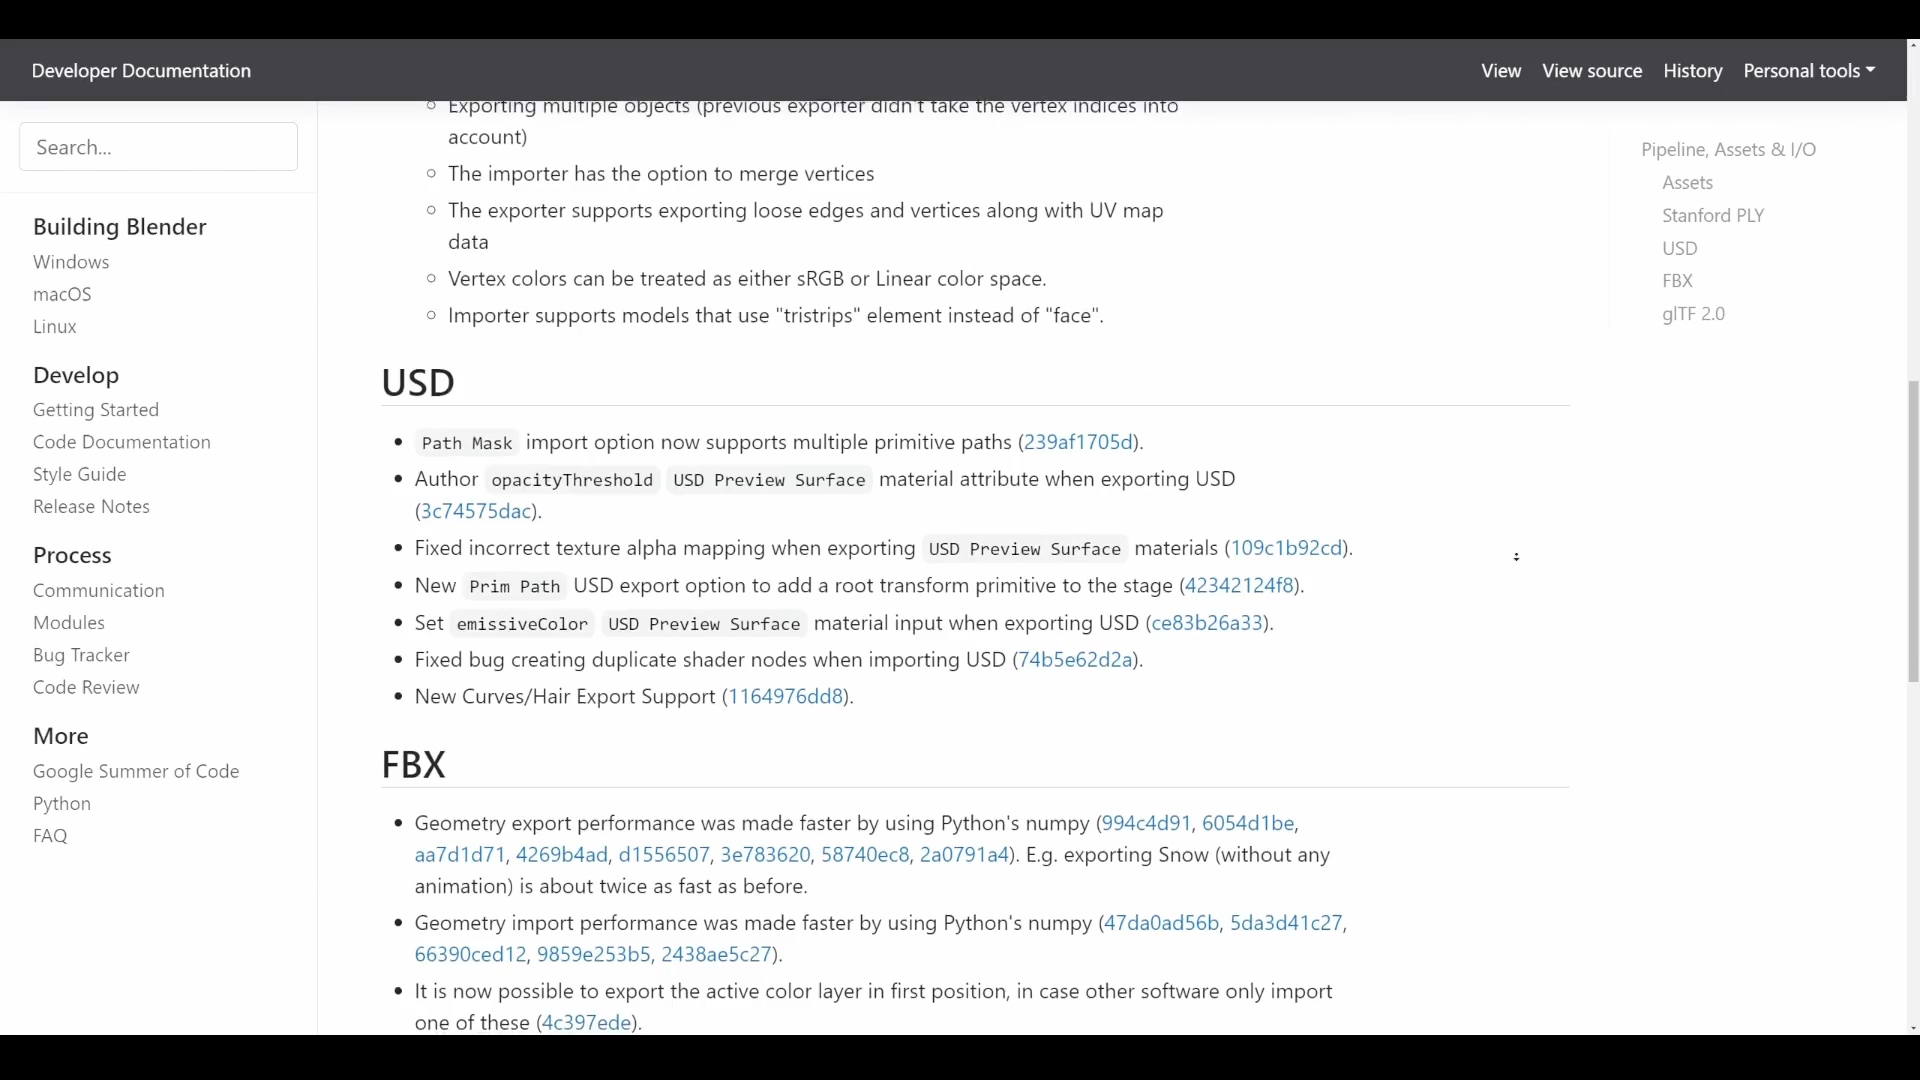 Developer Documentation
View View source History Personal tools
Search...
Building Blender
Windows
macOS
Linux
Develop
Getting Started
Code Documentation
Style Guide
Release Notes
Process
Communication
Modules
Bug Tracker
Code Review
More
Google Summer of Code
Python
FAQ
Exporting multiple objects (previous exporter didn't take the vertex indices into
account)
The importer has the option to merge vertices
The exporter supports exporting loose edges and vertices along with UV map
data
Vertex colors can be treated as either sRGB or Linear color space.
Importer supports models that use "tristrips" element instead of "face".
USD
Path Mask import option now supports multiple primitive paths (239af1705d).
Author opacityThreshold USD Preview Surface material attribute when exporting USD
(3c74575dac).
Fixed incorrect texture alpha mapping when exporting USD Preview Surface materials (109c1b92cd).
New Prim Path USD export option to add a root transform primitive to the stage (42342124f8).
Set emissiveColor USD Preview Surface material input when exporting USD (ce83b26a33).
Fixed bug creating duplicate shader nodes when importing USD (74b5e62d2a).
New Curves/Hair Export Support (1164976dd8).
FBX
Geometry export performance was made faster by using Python's numpy (994c4d91, 6054d1be,
aa7d1d71, 4269b4ad, d1556507, 3e783620, 58740ec8, 2a0791a4). E.g. exporting Snow (without any
animation) is about twice as fast as before.
Geometry import performance was made faster by using Python's numpy (47da0ad56b, 5da3d41c27,
66390ced12, 9859e253b5, 2438ae5c27).
It is now possible to export the active color layer in first position, in case other software only import
one of these (4c397ede).
Pipeline, Assets & I/O
Assets
Stanford PLY
USD
FBX
glTF 2.0